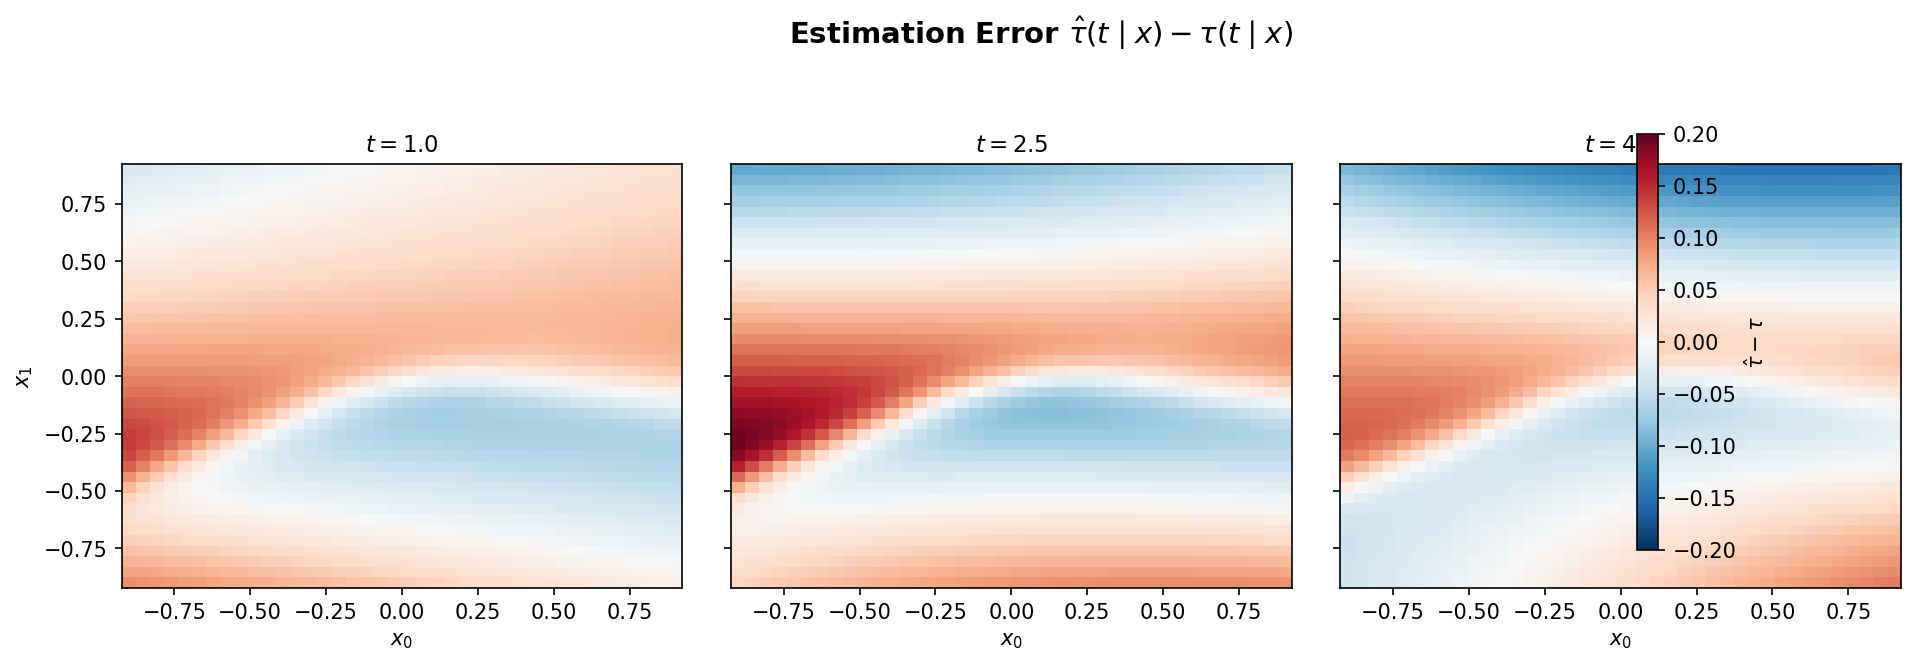 Estimation Error τ̂(t | x) − τ(t | x)
t = 1.0
t = 2.5
t = 4
0.75
0.50
0.25
0.00
−0.25
−0.50
−0.75
x₁
−0.75 −0.50 −0.25 0.00 0.25 0.50 0.75
x₀
−0.75 −0.50 −0.25 0.00 0.25 0.50 0.75
x₀
−0.75 −0.50 −0.25 0.00 0.25 0.50 0.75
x₀
0.20
0.15
0.10
0.05
0.00
−0.05
−0.10
−0.15
−0.20
τ̂ − τ